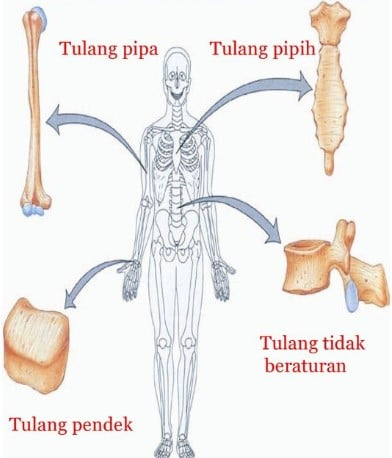 Tulang pipa
Tulang pipih
Tulang tidak
beraturan
Tulang pendek